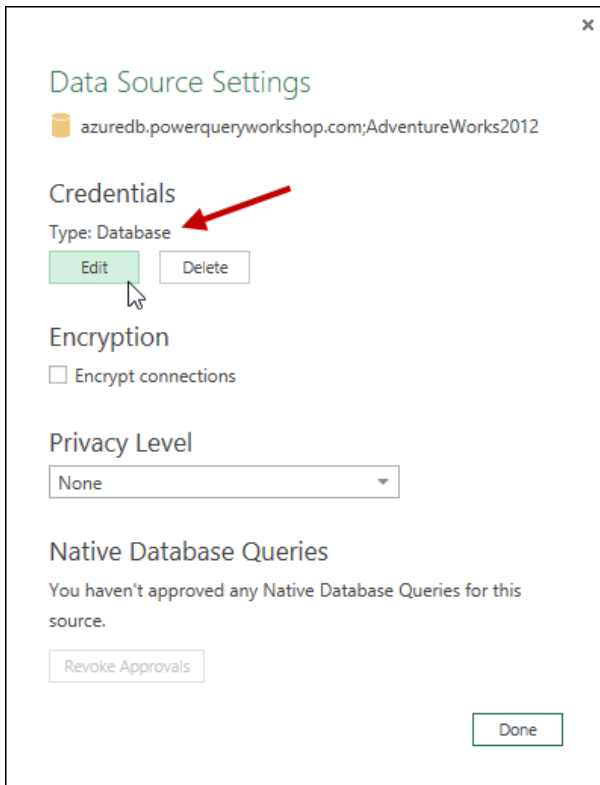 Data Source Settings
azuredb.powerqueryworkshop.com;AdventureWorks2012
Credentials
Type: Database
Edit
Delete
Encryption
Encrypt connections
Privacy Level
None
Native Database Queries
You haven't approved any Native Database Queries for this
source.
Revoke Approvals
Done